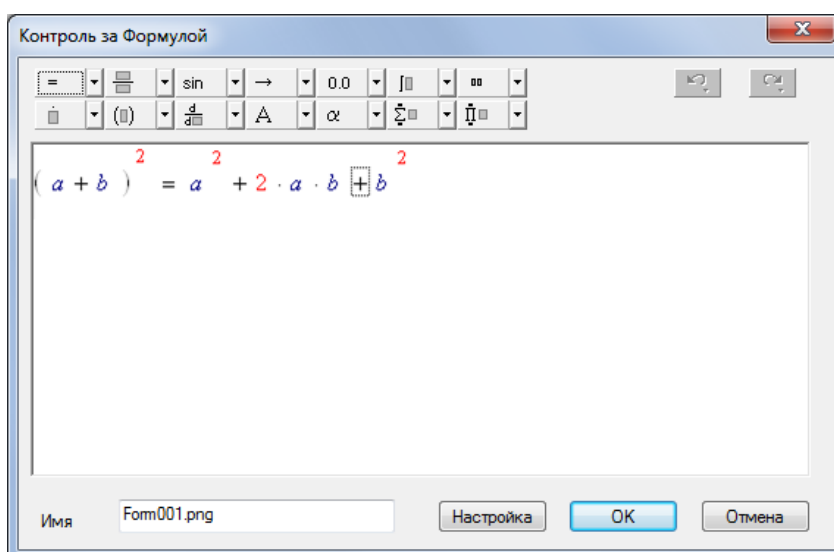 Контроль за Формулой
= sin → 0.0 ∫
(▯) d/d A α Σ Π
( a + b )² = a² + 2 · a · b + b²
Имя Form001.png Настройка OK Отмена